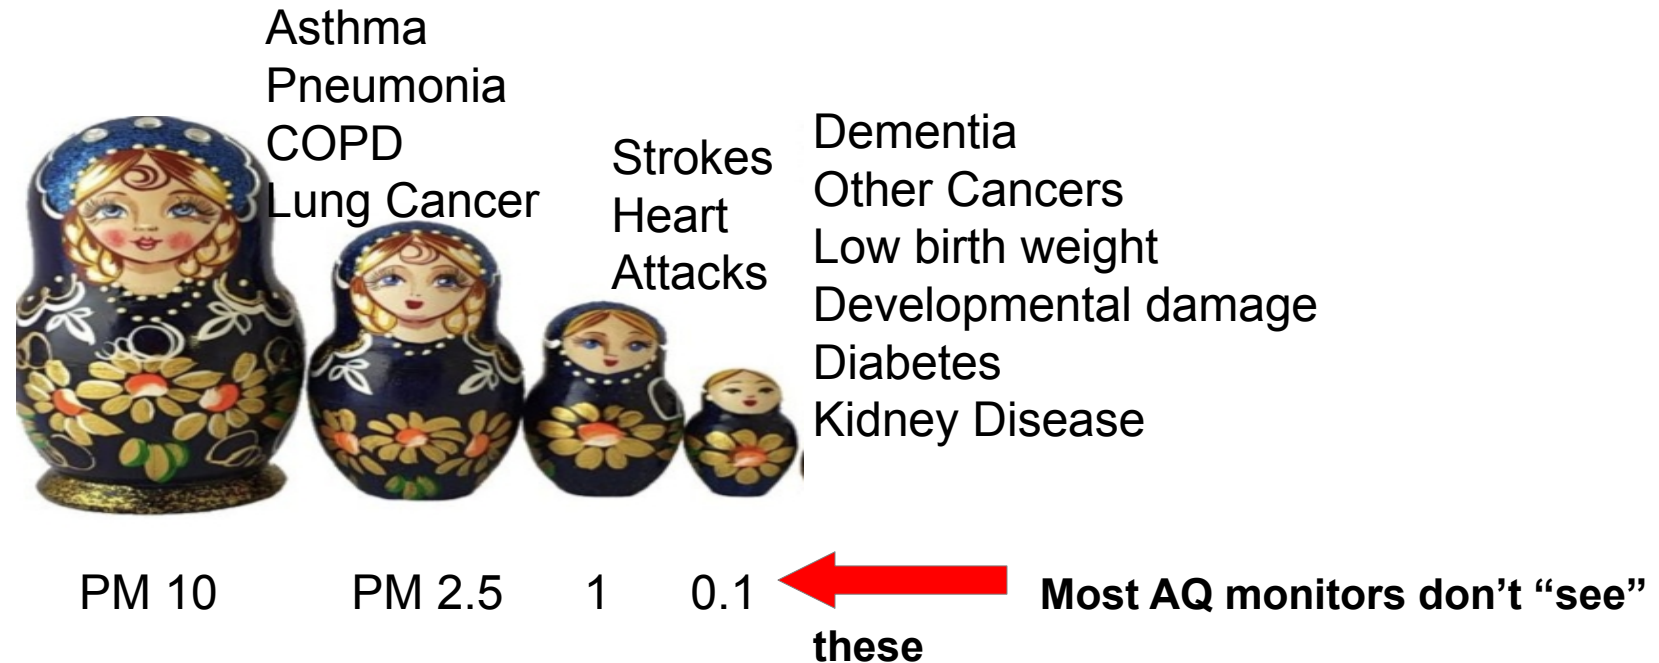 Asthma
Pneumonia
COPD
Lung Cancer
Strokes
Heart
Attacks
Dementia
Other Cancers
Low birth weight
Developmental damage
Diabetes
Kidney Disease
PM 10
PM 2.5
1
0.1
Most AQ monitors don’t “see”
these